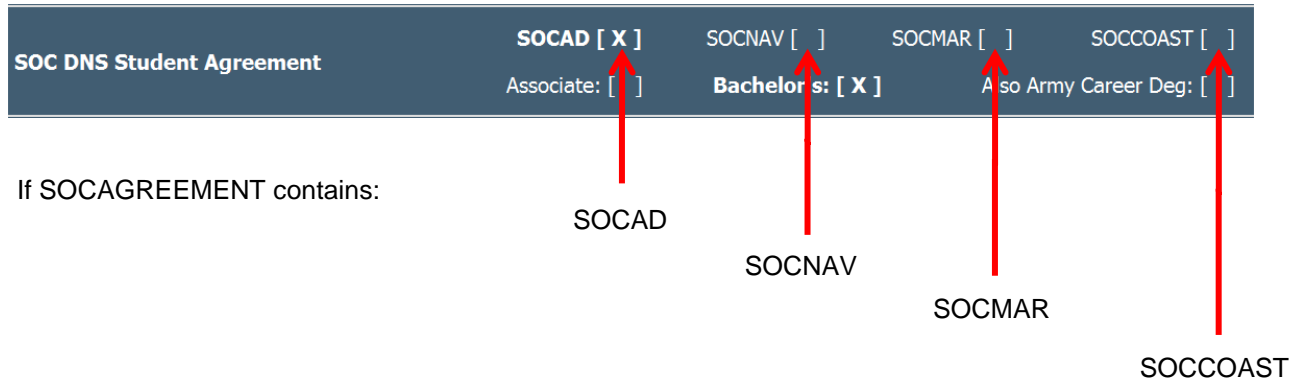 SOCAD [ X ] SOCNAV [ ] SOCMAR [ ] SOCCOAST [ ]
SOC DNS Student Agreement
Associate: [ ] Bachelor's: [ X ] Also Army Career Deg: [ ]
If SOCAGREEMENT contains:
SOCAD
SOCNAV
SOCMAR
SOCCOAST